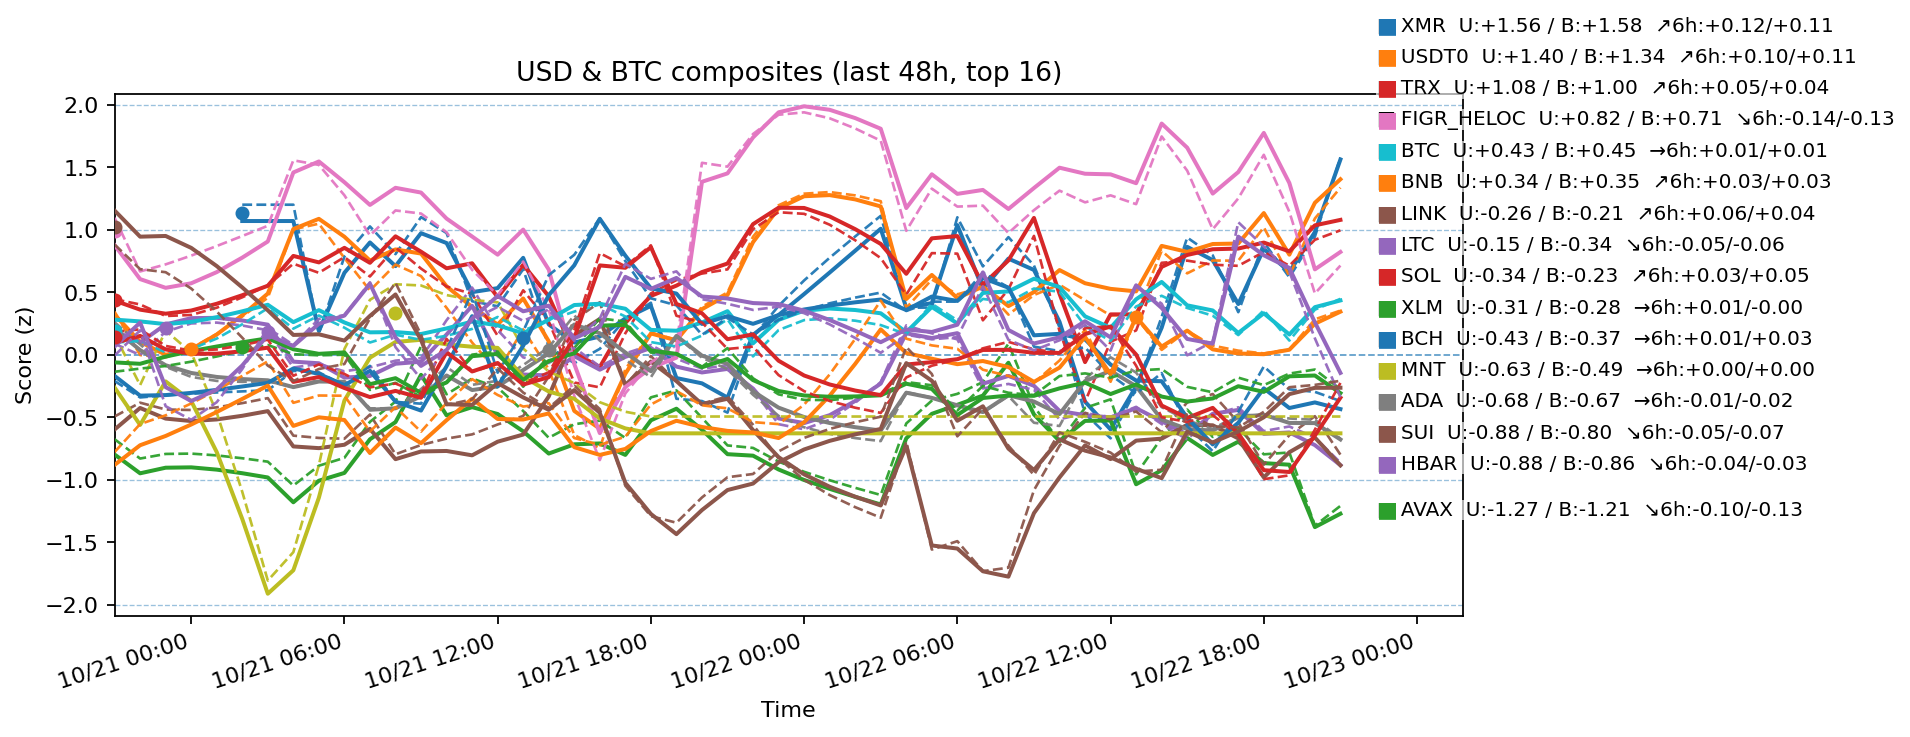 USD & BTC composites (last 48h, top 16)
XMR U:+1.56 / B:+1.58 ↗6h:+0.12/+0.11
USDT0 U:+1.40 / B:+1.34 ↗6h:+0.10/+0.11
TRX U:+1.08 / B:+1.00 ↗6h:+0.05/+0.04
FIGR_HELOC U:+0.82 / B:+0.71 ↘6h:-0.14/-0.13
BTC U:+0.43 / B:+0.45 →6h:+0.01/+0.01
BNB U:+0.34 / B:+0.35 ↗6h:+0.03/+0.03
LINK U:-0.26 / B:-0.21 ↗6h:+0.06/+0.04
LTC U:-0.15 / B:-0.34 ↘6h:-0.05/-0.06
SOL U:-0.34 / B:-0.23 ↗6h:+0.03/+0.05
XLM U:-0.31 / B:-0.28 →6h:+0.01/-0.00
BCH U:-0.43 / B:-0.37 →6h:+0.01/+0.03
MNT U:-0.63 / B:-0.49 →6h:+0.00/+0.00
ADA U:-0.68 / B:-0.67 →6h:-0.01/-0.02
SUI U:-0.88 / B:-0.80 ↘6h:-0.05/-0.07
HBAR U:-0.88 / B:-0.86 ↘6h:-0.04/-0.03
AVAX U:-1.27 / B:-1.21 ↘6h:-0.10/-0.13
Score (z)
2.0
1.5
1.0
0.5
0.0
−0.5
−1.0
−1.5
−2.0
10/21 00:00
10/21 06:00
10/21 12:00
10/21 18:00
10/22 00:00
10/22 06:00
10/22 12:00
10/22 18:00
10/23 00:00
Time